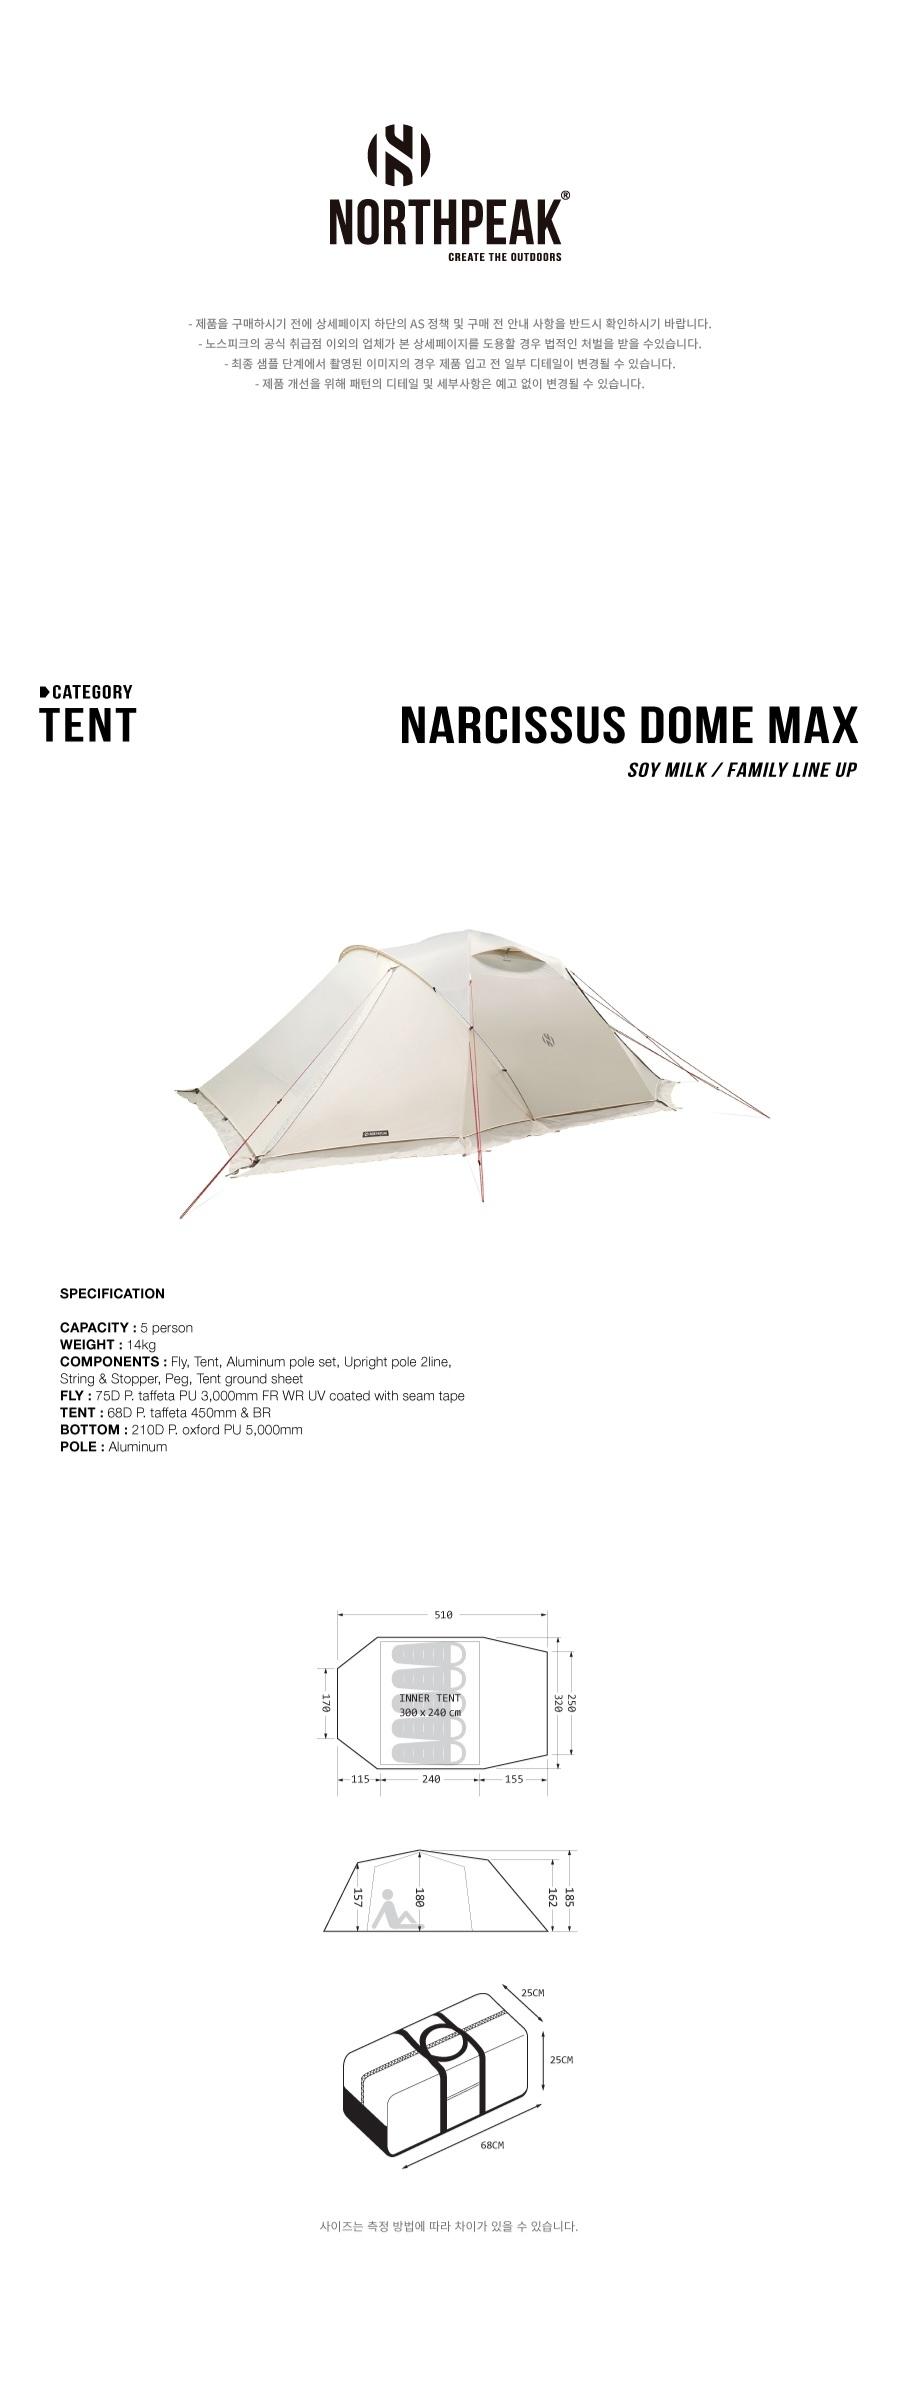 NORTHPEAK®
CREATE THE OUTDOORS
- 제품을 구매하시기 전에 상세페이지 하단의 AS 정책 및 구매 전 안내 사항을 반드시 확인하시기 바랍니다.
- 노스피크의 공식 취급점 이외의 업체가 본 상세페이지를 도용할 경우 법적인 처벌을 받을 수있습니다.
- 최종 샘플 단계에서 촬영된 이미지의 경우 제품 입고 전 일부 디테일이 변경될 수 있습니다.
- 제품 개선을 위해 패턴의 디테일 및 세부사항은 예고 없이 변경될 수 있습니다.
CATEGORY
TENT
NARCISSUS DOME MAX
SOY MILK / FAMILY LINE UP
NORTHPEAK
SPECIFICATION
CAPACITY : 5 person
WEIGHT : 14kg
COMPONENTS : Fly, Tent, Aluminum pole set, Upright pole 2line,
String & Stopper, Peg, Tent ground sheet
FLY : 75D P. taffeta PU 3,000mm FR WR UV coated with seam tape
TENT : 68D P. taffeta 450mm & BR
BOTTOM : 210D P. oxford PU 5,000mm
POLE : Aluminum
510
170
INNER TENT
300 x 240 cm
320
250
115
240
155
157
180
162
185
25CM
25CM
68CM
사이즈는 측정 방법에 따라 차이가 있을 수 있습니다.